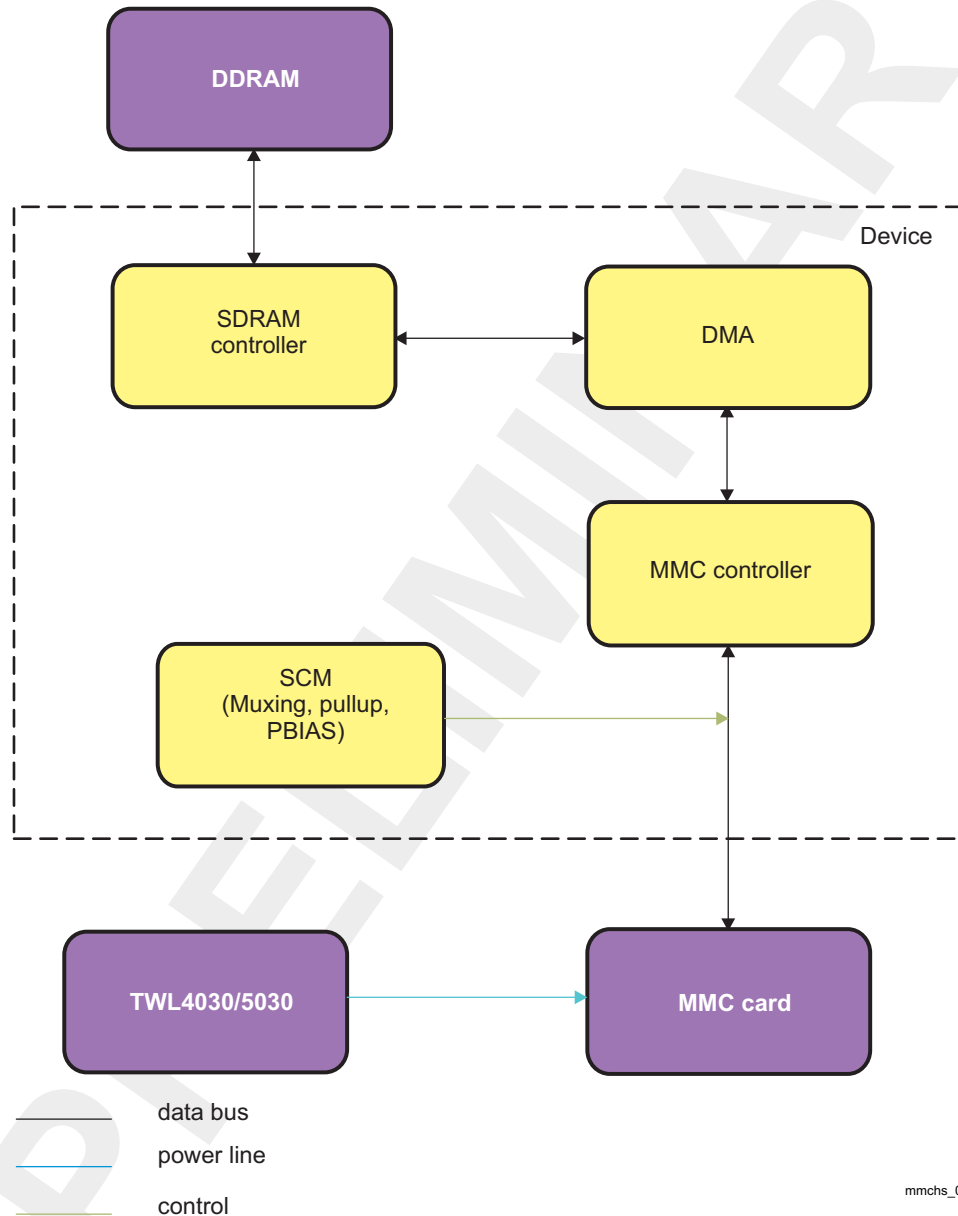 DDRAM
Device
SDRAM
controller
DMA
MMC controller
SCM
(Muxing, pullup,
PBIAS)
TWL4030/5030
MMC card
data bus
power line
control
mmchs_0